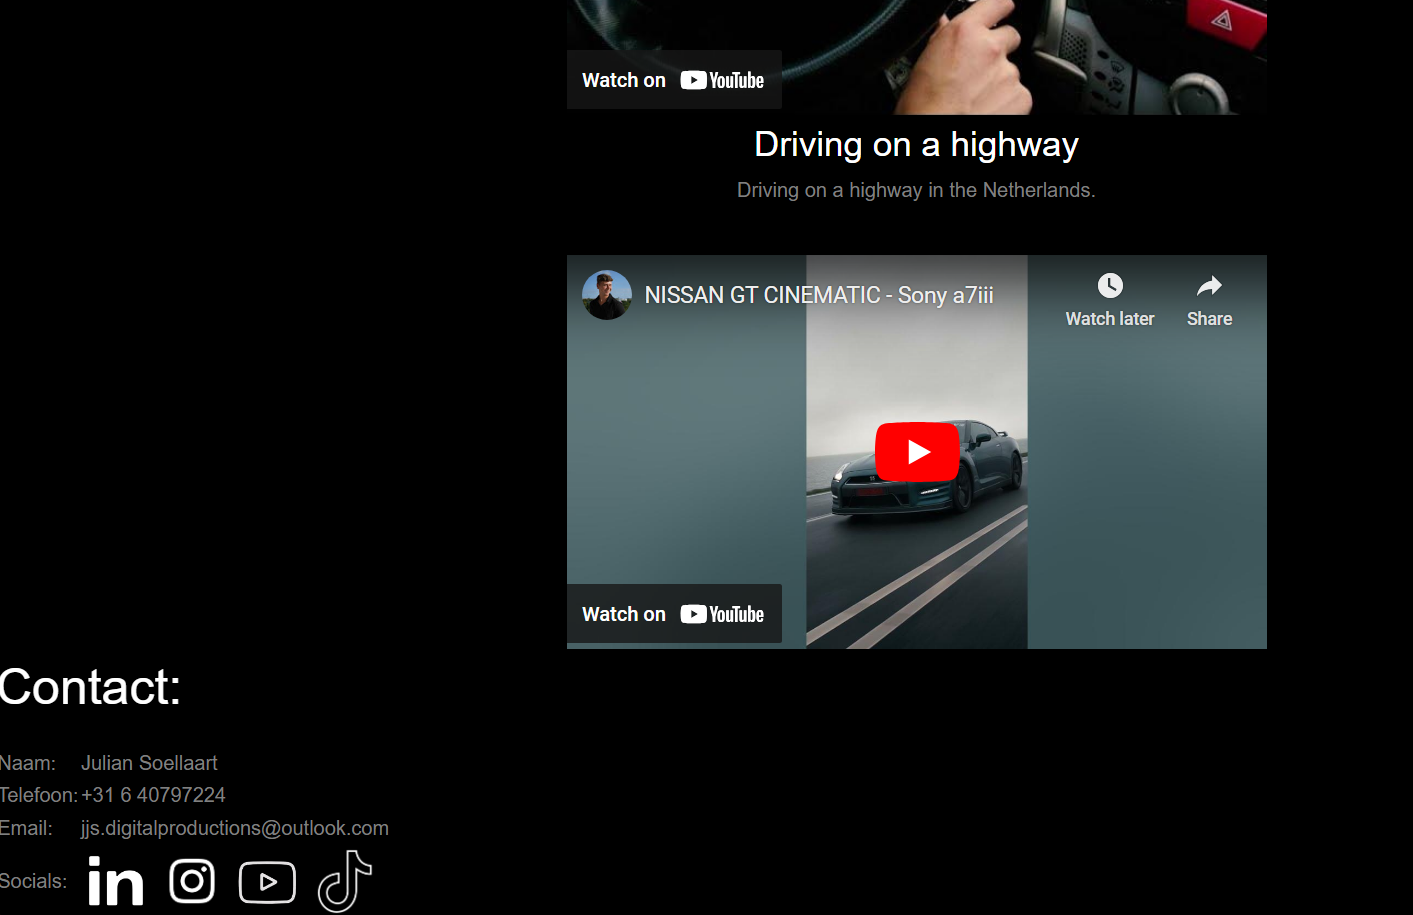 Watch on YouTube
Driving on a highway
Driving on a highway in the Netherlands.
NISSAN GT CINEMATIC - Sony a7iii
Watch later
Share
Watch on YouTube
Contact:
Naam: Julian Soellaart
Telefoon: +31 6 40797224
Email: jjs.digitalproductions@outlook.com
Socials: in